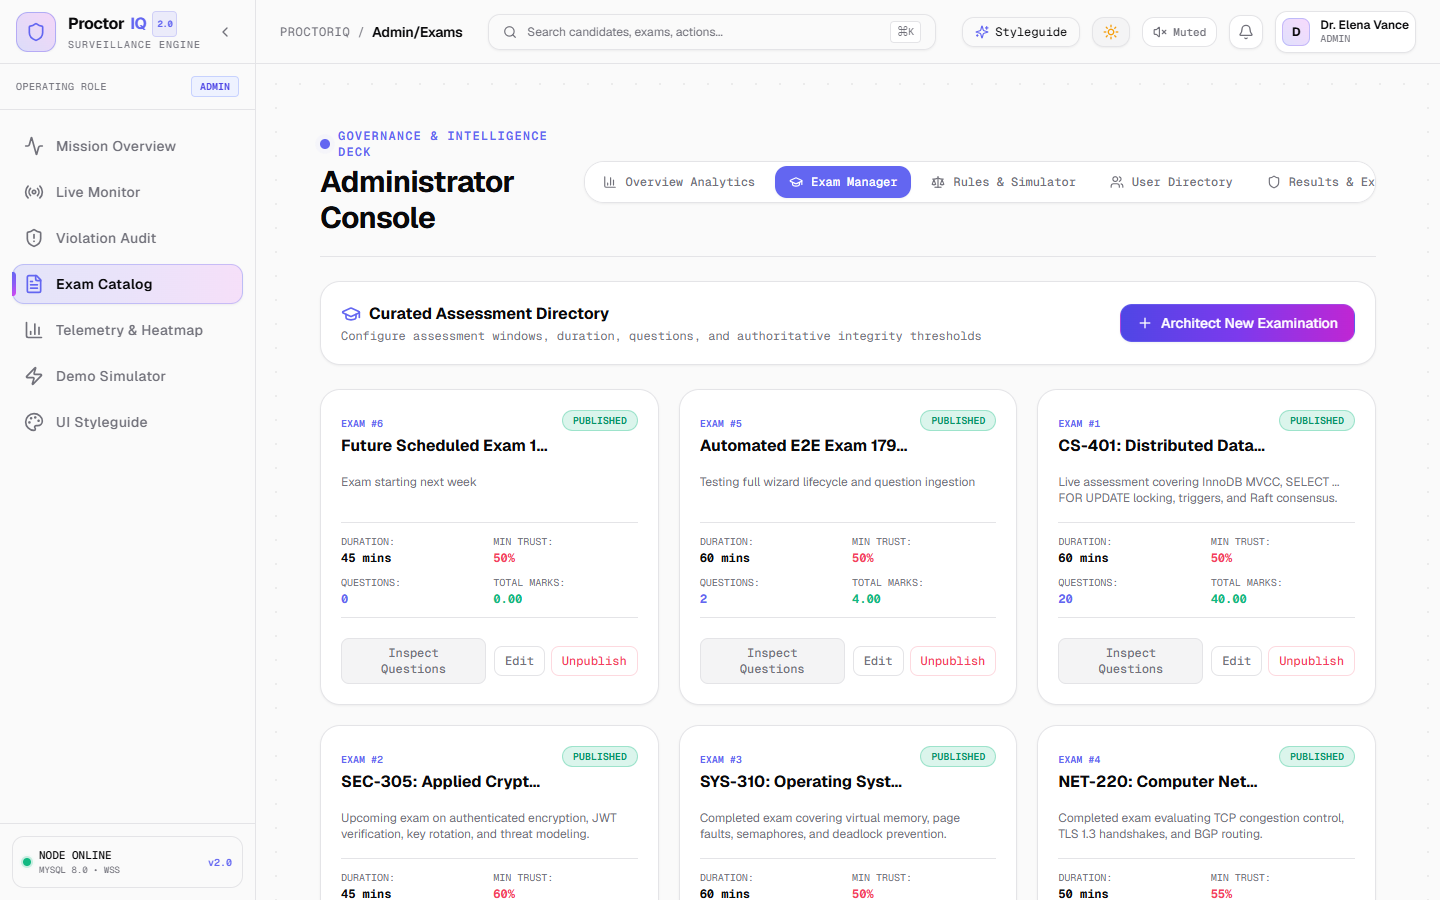 Proctor IQ 2.0
SURVEILLANCE ENGINE
OPERATING ROLE ADMIN
Mission Overview
Live Monitor
Violation Audit
Exam Catalog
Telemetry & Heatmap
Demo Simulator
UI Styleguide
NODE ONLINE
MYSQL 8.0 • WSS
v2.0
PROCTORIQ / Admin/Exams
Search candidates, exams, actions...
⌘K
Styleguide
Muted
D
Dr. Elena Vance
ADMIN
GOVERNANCE & INTELLIGENCE
DECK
Administrator
Console
Overview Analytics
Exam Manager
Rules & Simulator
User Directory
Results & Ex
Curated Assessment Directory
Configure assessment windows, duration, questions, and authoritative integrity thresholds
Architect New Examination
EXAM #6
PUBLISHED
Future Scheduled Exam 1...
Exam starting next week
DURATION: MIN TRUST:
45 mins 50%
QUESTIONS: TOTAL MARKS:
0 0.00
Inspect
Questions
Edit
Unpublish
EXAM #5
PUBLISHED
Automated E2E Exam 179...
Testing full wizard lifecycle and question ingestion
DURATION: MIN TRUST:
60 mins 50%
QUESTIONS: TOTAL MARKS:
2 4.00
Inspect
Questions
Edit
Unpublish
EXAM #1
PUBLISHED
CS-401: Distributed Data...
Live assessment covering InnoDB MVCC, SELECT ...
FOR UPDATE locking, triggers, and Raft consensus.
DURATION: MIN TRUST:
60 mins 50%
QUESTIONS: TOTAL MARKS:
20 40.00
Inspect
Questions
Edit
Unpublish
EXAM #2
PUBLISHED
SEC-305: Applied Crypt...
Upcoming exam on authenticated encryption, JWT
verification, key rotation, and threat modeling.
DURATION: MIN TRUST:
45 mins 60%
EXAM #3
PUBLISHED
SYS-310: Operating Syst...
Completed exam covering virtual memory, page
faults, semaphores, and deadlock prevention.
DURATION: MIN TRUST:
60 mins 50%
EXAM #4
PUBLISHED
NET-220: Computer Net...
Completed exam evaluating TCP congestion control,
TLS 1.3 handshakes, and BGP routing.
DURATION: MIN TRUST:
50 mins 55%